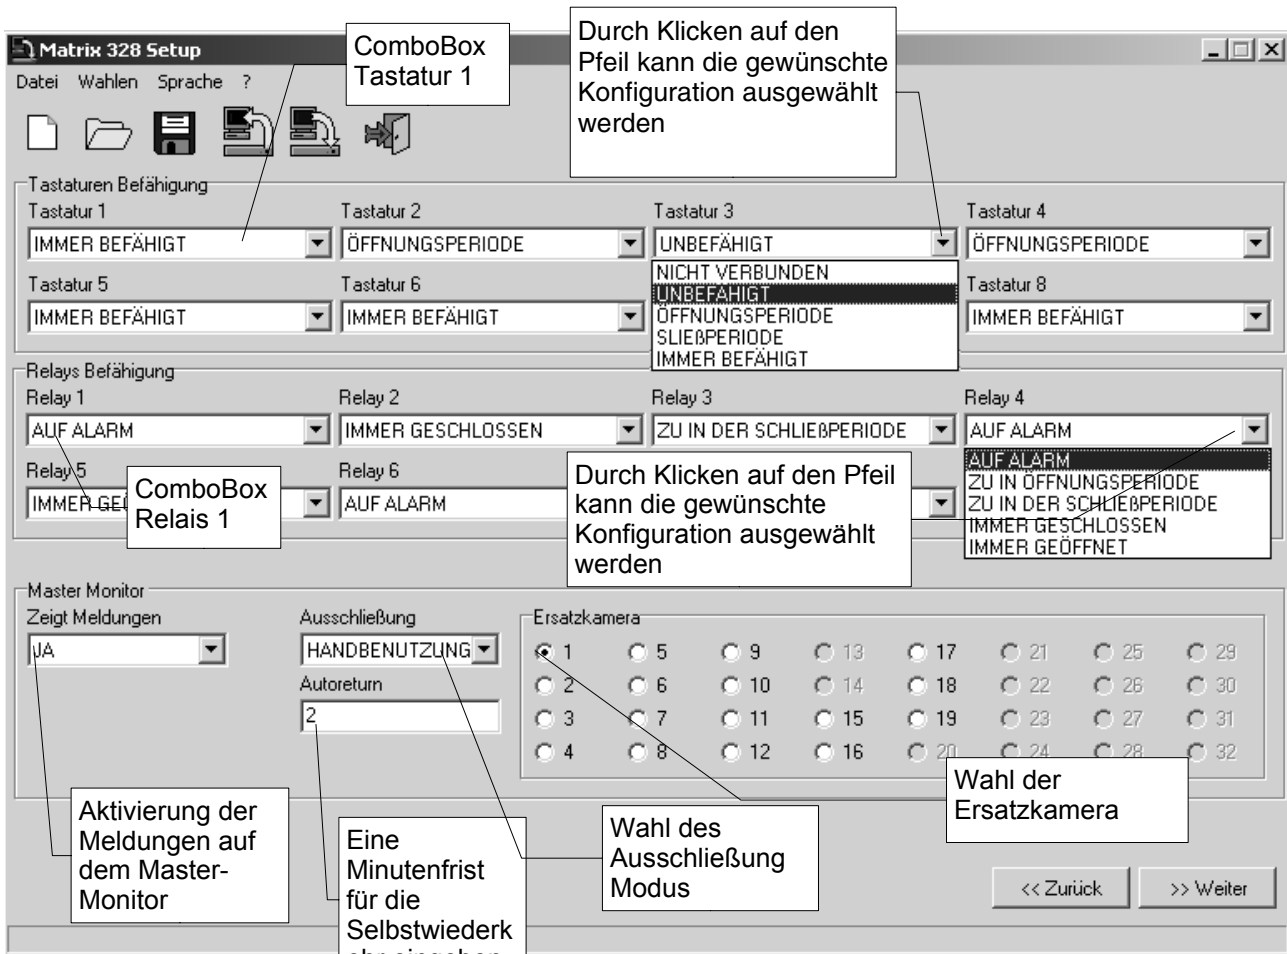 Matrix 328 Setup
ComboBox
Tastatur 1
Durch Klicken auf den
Pfeil kann die gewünschte
Konfiguration ausgewählt
werden
Datei Wahlen Sprache ?
Tastaturen Befähigung
Tastatur 1 Tastatur 2 Tastatur 3 Tastatur 4
IMMER BEFÄHIGT ÖFFNUNGSPERIODE UNBEFÄHIGT ÖFFNUNGSPERIODE
NICHT VERBUNDEN
UNBEFÄHIGT
ÖFFNUNGSPERIODE
SLIEßPERIODE
IMMER BEFÄHIGT
Tastatur 5 Tastatur 6 Tastatur 8
IMMER BEFÄHIGT IMMER BEFÄHIGT IMMER BEFÄHIGT
Relays Befähigung
Relay 1 Relay 2 Relay 3 Relay 4
AUF ALARM IMMER GESCHLOSSEN ZU IN DER SCHLIEßPERIODE AUF ALARM
AUF ALARM
ZU IN ÖFFNUNGSPERIODE
ZU IN DER SCHLIEßPERIODE
IMMER GESCHLOSSEN
IMMER GEÖFFNET
Relay 5 Relay 6
IMMER AUF ALARM
ComboBox
Relais 1
Durch Klicken auf den Pfeil
kann die gewünschte
Konfiguration ausgewählt
werden
Master Monitor
Zeigt Meldungen Ausschließung Ersatzkamera
JA HANDBENUTZUNG
Autoreturn
2
1 5 9 13 17 21 25 29
2 6 10 14 18 22 26 30
3 7 11 15 19 23 27 31
4 8 12 16 20 24 28 32
Aktivierung der
Meldungen auf
dem Master-
Monitor
Eine
Minutenfrist
für die
Selbstwiederk
Wahl des
Ausschließung
Modus
Wahl der
Ersatzkamera
<< Zurück >> Weiter